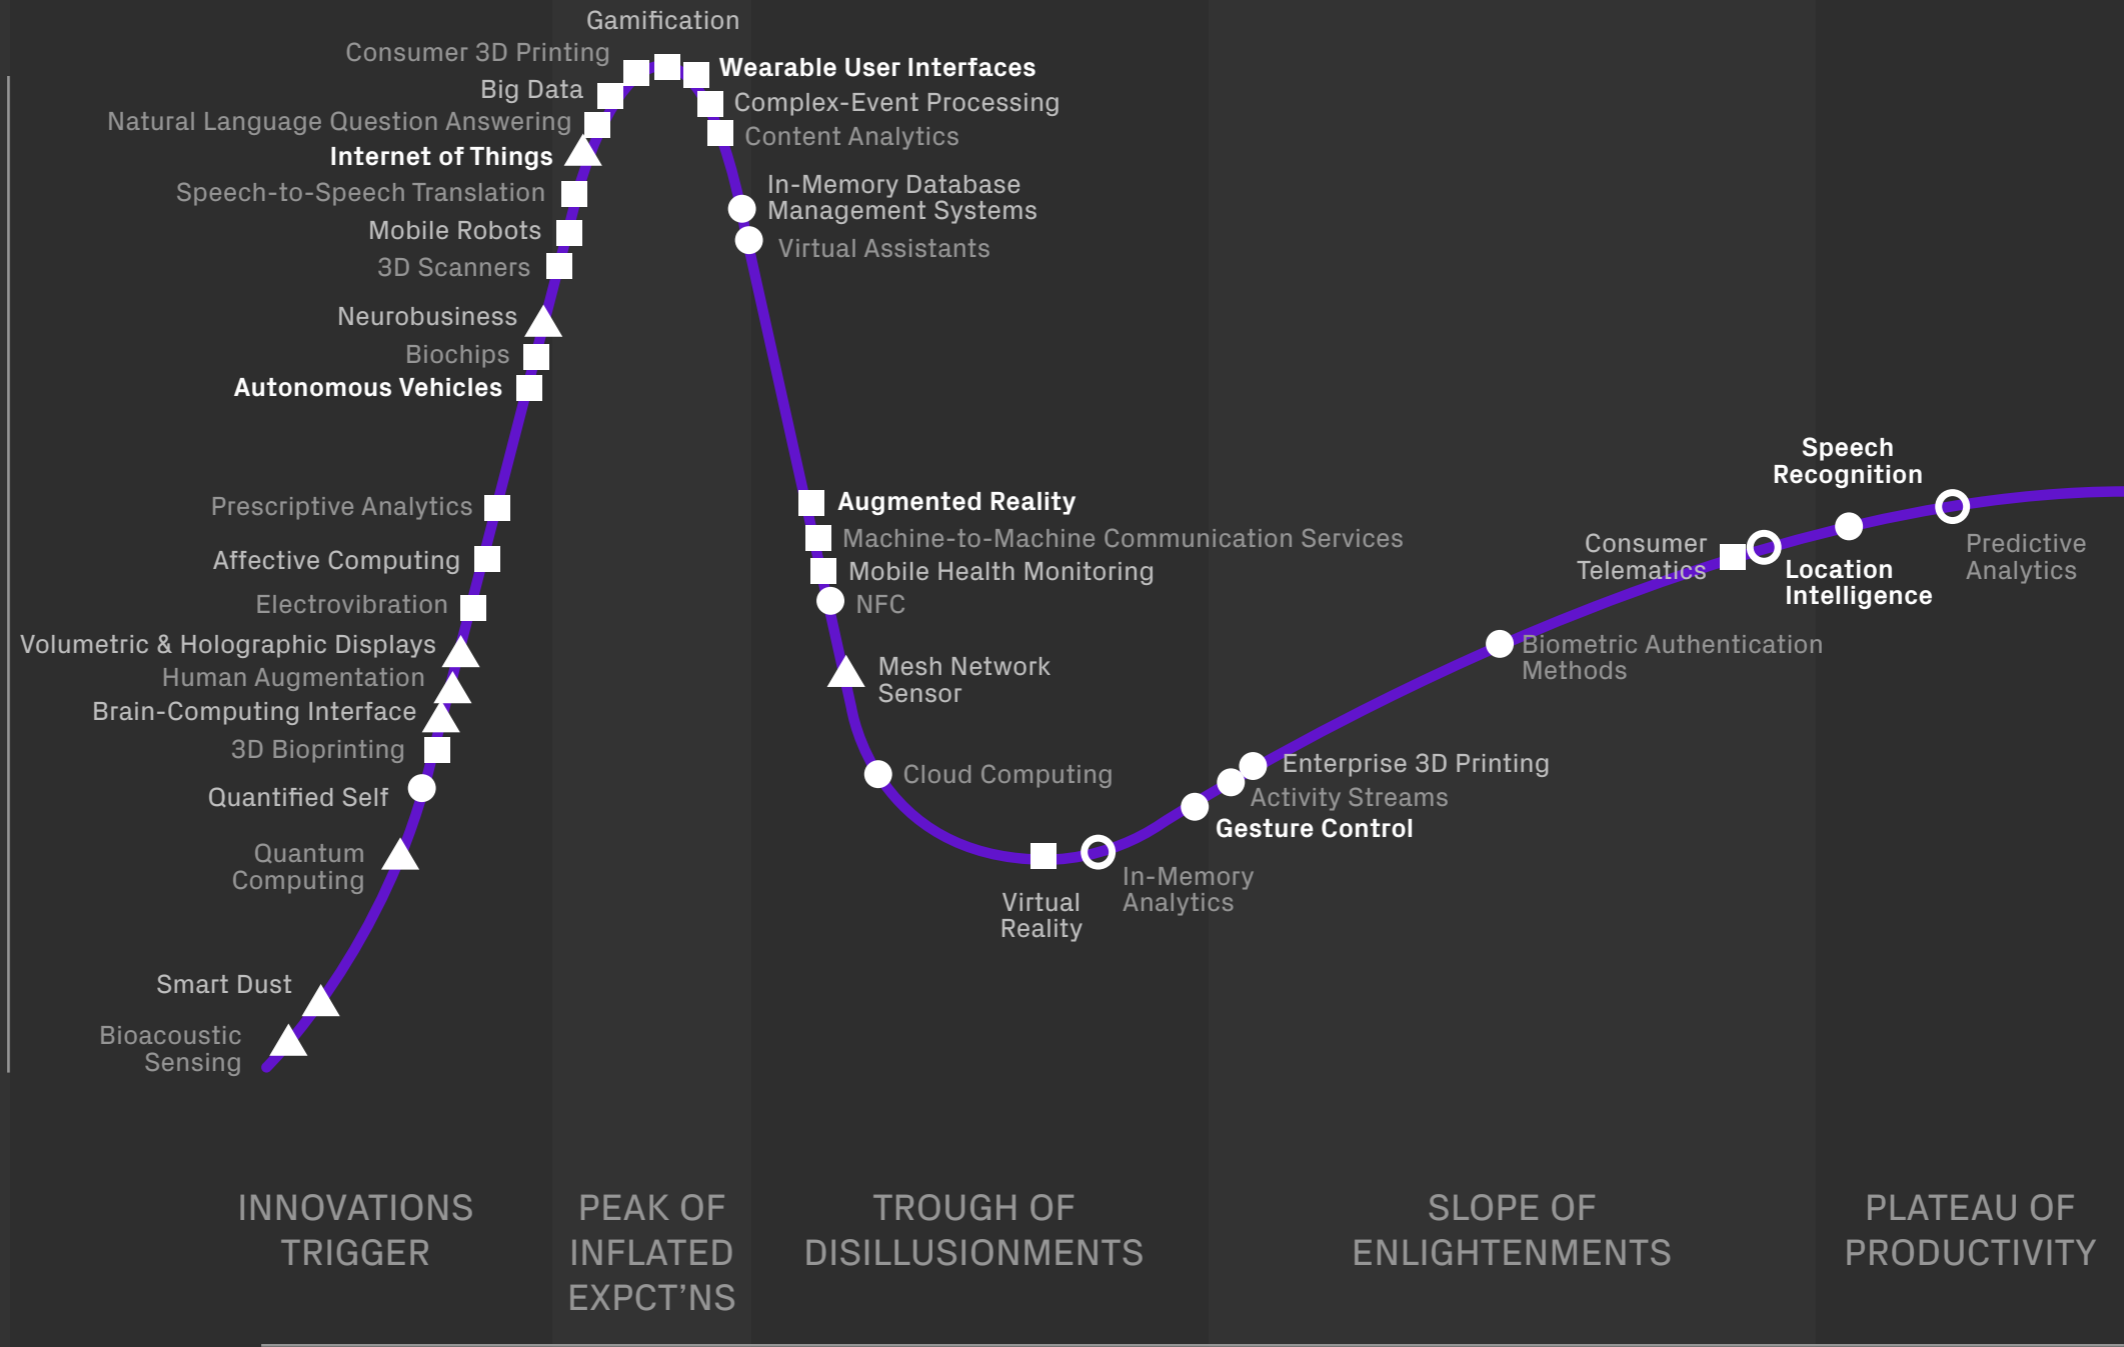 Gamification
Consumer 3D Printing
Wearable User Interfaces
Big Data
Complex-Event Processing
Natural Language Question Answering
Content Analytics
Internet of Things
Speech-to-Speech Translation
In-Memory Database
Management Systems
Mobile Robots
Virtual Assistants
3D Scanners
Neurobusiness
Biochips
Autonomous Vehicles
Prescriptive Analytics
Affective Computing
Electrovibration
Volumetric & Holographic Displays
Human Augmentation
Brain-Computing Interface
3D Bioprinting
Quantified Self
Quantum
Computing
Smart Dust
Bioacoustic
Sensing
Augmented Reality
Machine-to-Machine Communication Services
Mobile Health Monitoring
NFC
Mesh Network
Sensor
Cloud Computing
Virtual
Reality
In-Memory
Analytics
Enterprise 3D Printing
Activity Streams
Gesture Control
Biometric Authentication
Methods
Consumer
Telematics
Location
Intelligence
Speech
Recognition
Predictive
Analytics
INNOVATIONS
TRIGGER
PEAK OF
INFLATED
EXPCT'NS
TROUGH OF
DISILLUSIONMENTS
SLOPE OF
ENLIGHTENMENTS
PLATEAU OF
PRODUCTIVITY